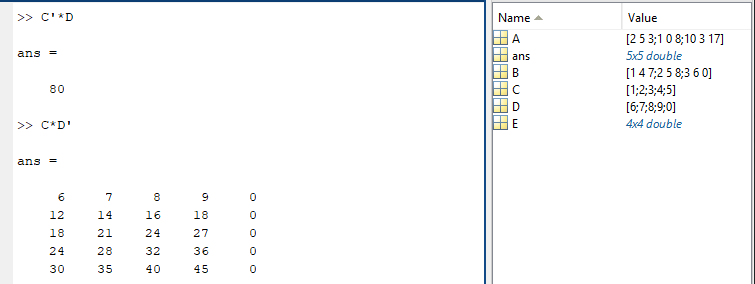 >> C'*D
ans =
80
>> C*D'
ans =
6 7 8 9 0
12 14 16 18 0
18 21 24 27 0
24 28 32 36 0
30 35 40 45 0
Name Value
A [2 5 3;1 0 8;10 3 17]
ans 5x5 double
B [1 4 7;2 5 8;3 6 0]
C [1;2;3;4;5]
D [6;7;8;9;0]
E 4x4 double